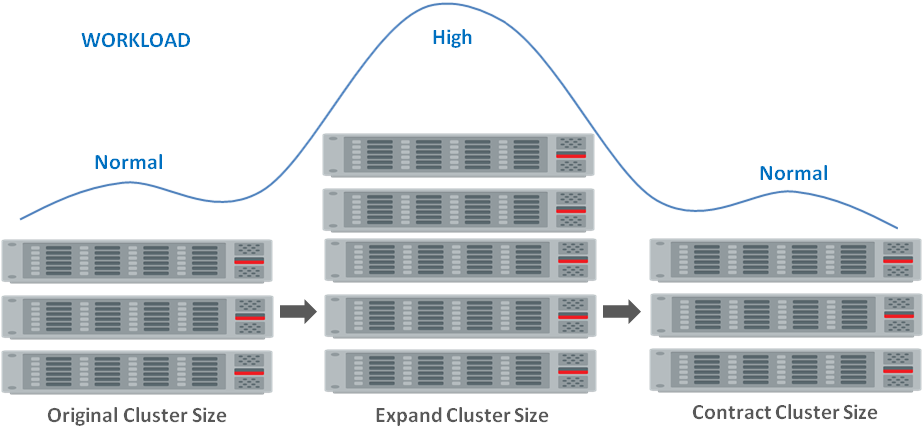 WORKLOAD
High
Normal
Normal
Original Cluster Size
Expand Cluster Size
Contract Cluster Size